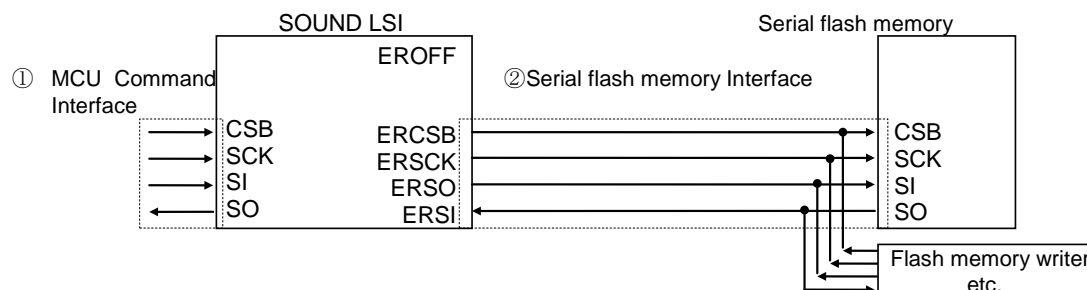 SOUND LSI
Serial flash memory
EROFF
① MCU Command
Interface
②Serial flash memory Interface
CSB
SCK
SI
SO
ERCSB
ERSCK
ERSO
ERSI
CSB
SCK
SI
SO
Flash memory writer
etc.